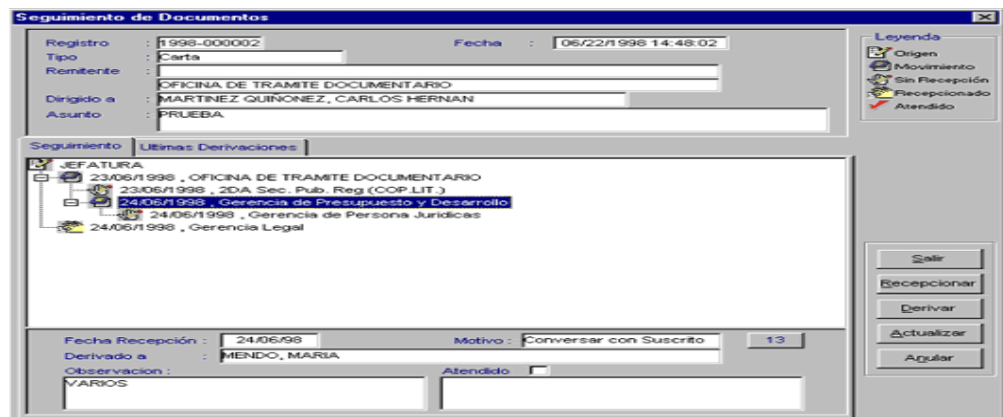 Seguimiento de Documentos
Registro : 1998-000002 Fecha : 06/22/1998 14:48:02
Tipo : Carta
Remitente :
OFICINA DE TRAMITE DOCUMENTARIO
Dirigido a : MARTINEZ QUIÑONEZ, CARLOS HERNAN
Asunto : PRUEBA
Leyenda
Origen
Movimiento
Sin Recepción
Recepcionado
Atendido
Seguimiento Ultimas Derivaciones
JEFATURA
23/06/1998 , OFICINA DE TRAMITE DOCUMENTARIO
23/06/1998 , 2DA Sec. Pub. Reg (COP.LIT.)
24/06/1998 , Gerencia de Presupuesto y Desarrollo
24/06/1998 , Gerencia de Persona Juridicas
24/06/1998 , Gerencia Legal
Salir
Recepcionar
Derivar
Actualizar
Anular
Fecha Recepción : 24/06/98 Motivo : Conversar con Suscrito 13
Derivado a : MENDO, MARIA
Observacion : Atendido
VARIOS